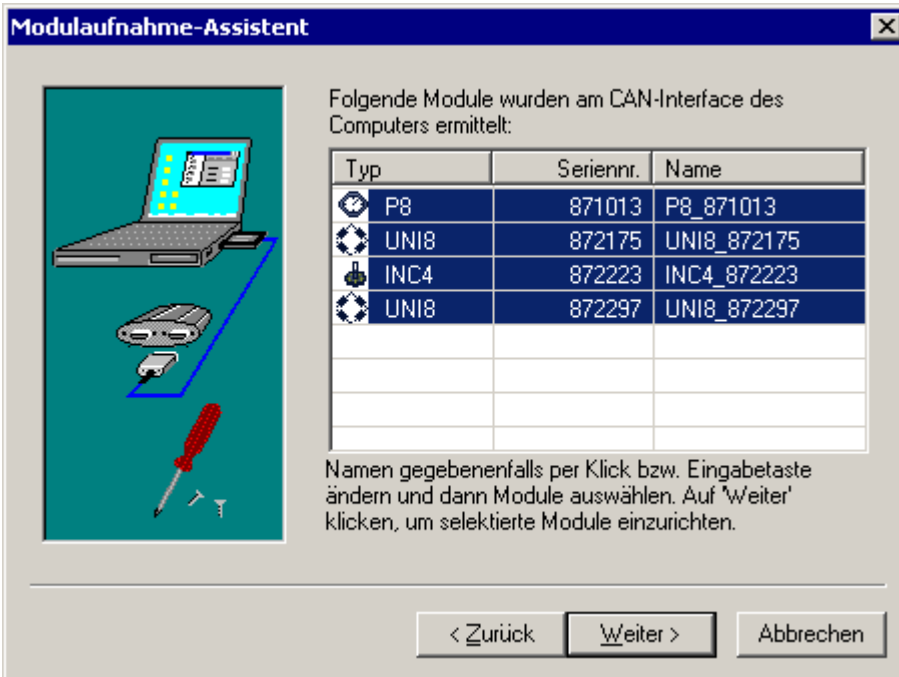 Modulaufnahme-Assistent
Folgende Module wurden am CAN-Interface des
Computers ermittelt:
Typ Seriennr. Name
P8 871013 P8_871013
UNI8 872175 UNI8_872175
INC4 872223 INC4_872223
UNI8 872297 UNI8_872297
Namen gegebenenfalls per Klick bzw. Eingabetaste
ändern und dann Module auswählen. Auf 'Weiter'
klicken, um selektierte Module einzurichten.
< Zurück Weiter > Abbrechen